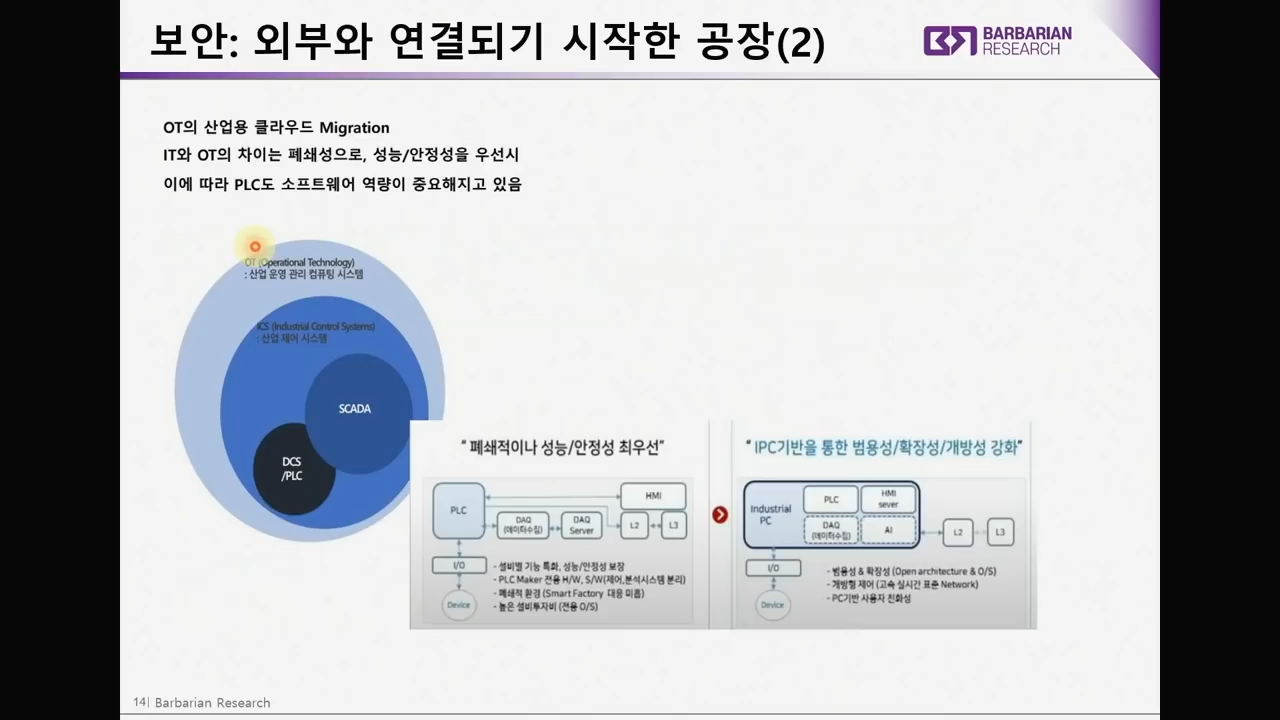 보안: 외부와 연결되기 시작한 공장(2)
BARBARIAN
RESEARCH
OT의 산업용 클라우드 Migration
IT와 OT의 차이는 폐쇄성으로, 성능/안정성을 우선시
이에 따라 PLC도 소프트웨어 역량이 중요해지고 있음
OT (Operational Technology)
: 산업 운영 관리 컴퓨팅 시스템
ICS (Industrial Control Systems)
: 산업 제어 시스템
SCADA
DCS
/PLC
“ 폐쇄적이나 성능/안정성 최우선”
PLC
HMI
DAQ
(데이터수집)
DAQ
Server
L2
L3
I/O
Device
- 설비별 기능 특화, 성능/안정성 보장
- PLC Maker 전용 H/W, S/W(제어,분석시스템 분리)
- 폐쇄적 환경 (Smart Factory 대응 미흡)
- 높은 설비투자비 (전용 O/S)
“ IPC기반을 통한 범용성/확장성/개방성 강화”
Industrial
PC
PLC
HMI
sever
DAQ
(데이터수집)
AI
L2
L3
I/O
Device
- 범용성 & 확장성 (Open architecture & O/S)
- 개방형 제어 (고속 실시간 표준 Network)
- PC기반 사용자 친화성
14| Barbarian Research